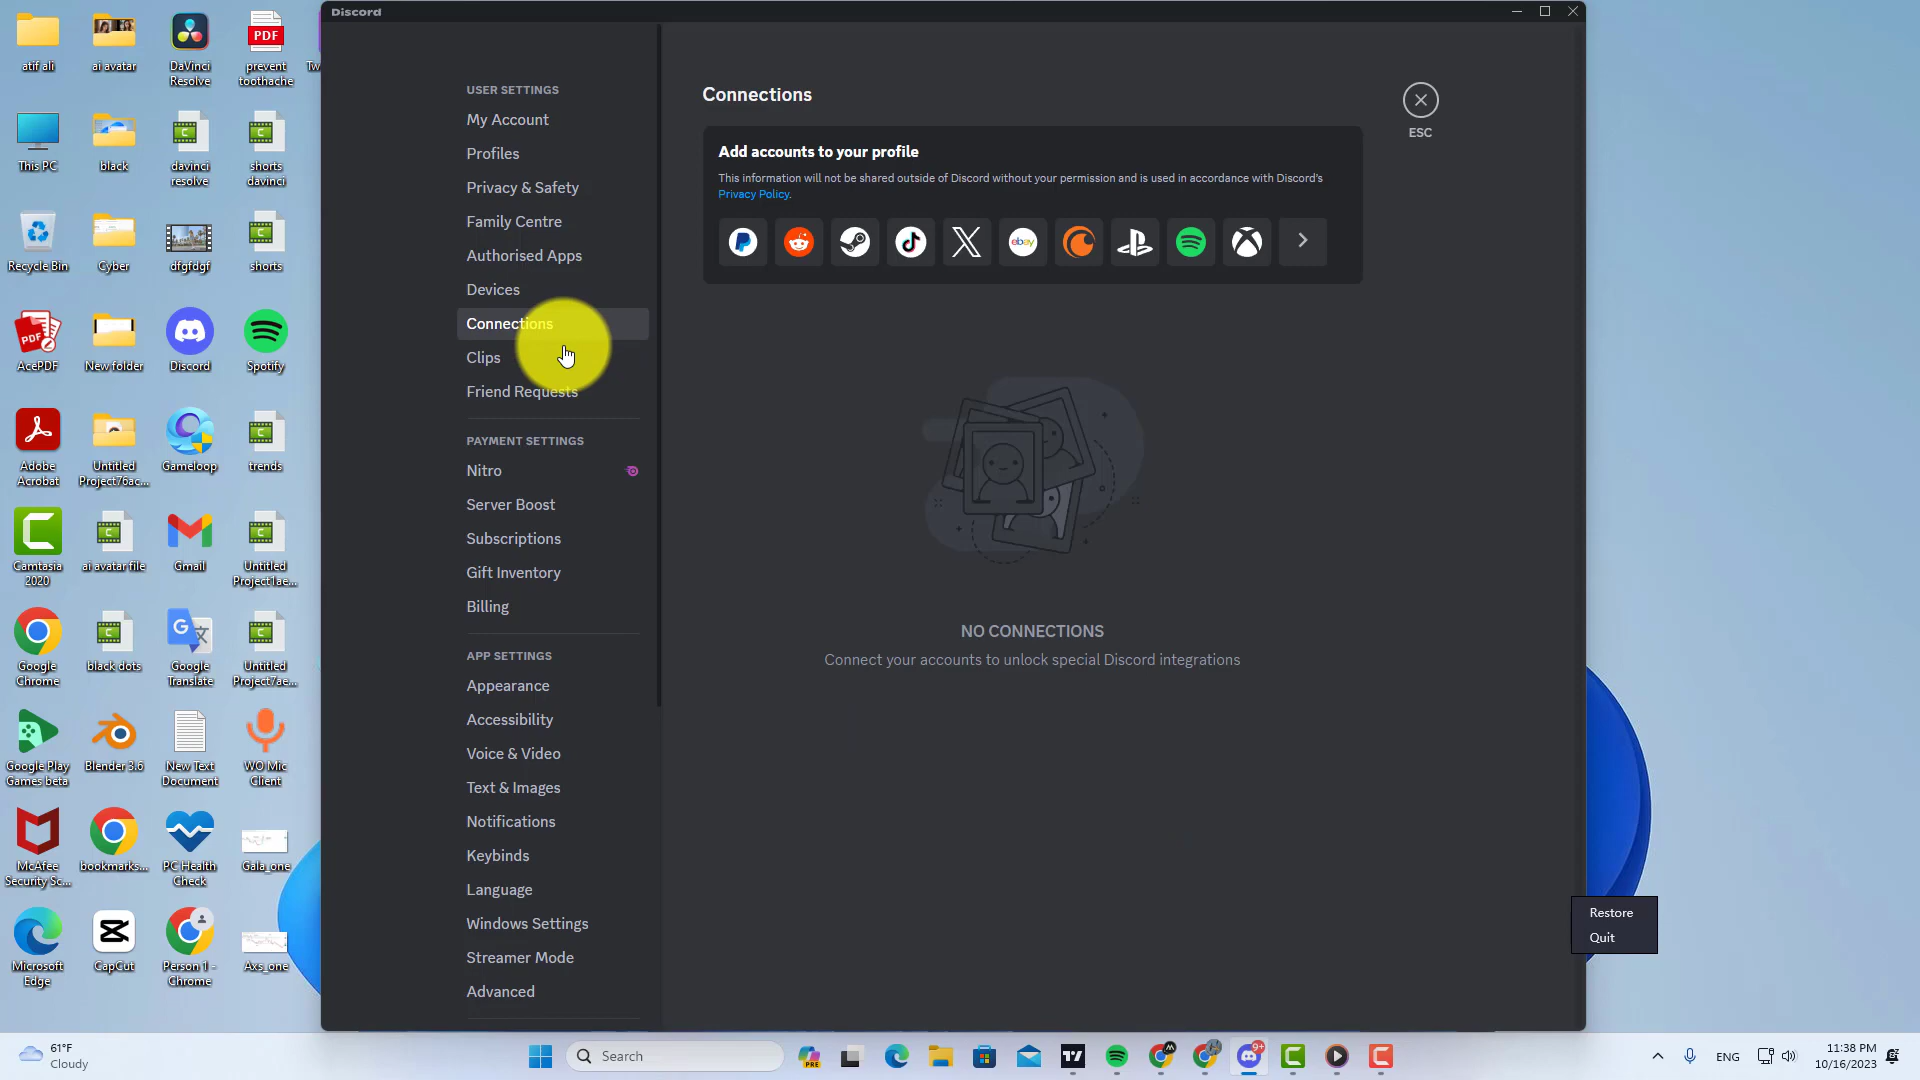 Discord
atif ali
ai avatar
DaVinci
Resolve
PDF
prevent
toothache
Tw
This PC
black
davinci
resolve
shorts
davinci
Recycle Bin
Cyber
dfgfdgf
shorts
PDF
AcePDF
New folder
Discord
Spotify
Adobe
Acrobat
Untitled
Project76ac...
Gameloop
trends
Camtasia
2020
ai avatar file
Gmail
Untitled
Project1ae...
Google
Chrome
black dots
Google
Translate
Untitled
Project7ae...
Google Play
Games beta
Blender 3.6
New Text
Document
WO Mic
Client
McAfee
Security Sc...
bookmarks...
PC Health
Check
Gala_one
Microsoft
Edge
CapCut
Person 1 -
Chrome
Axs_one
USER SETTINGS
My Account
Profiles
Privacy & Safety
Family Centre
Authorised Apps
Devices
Connections
Clips
Friend Requests
PAYMENT SETTINGS
Nitro
Server Boost
Subscriptions
Gift Inventory
Billing
APP SETTINGS
Appearance
Accessibility
Voice & Video
Text & Images
Notifications
Keybinds
Language
Windows Settings
Streamer Mode
Advanced
Connections
ESC
Add accounts to your profile
This information will not be shared outside of Discord without your permission and is used in accordance with Discord's
Privacy Policy.
ebay
NO CONNECTIONS
Connect your accounts to unlock special Discord integrations
Restore
Quit
61°F
Cloudy
Search
PRE
9+
ENG
11:38 PM
10/16/2023